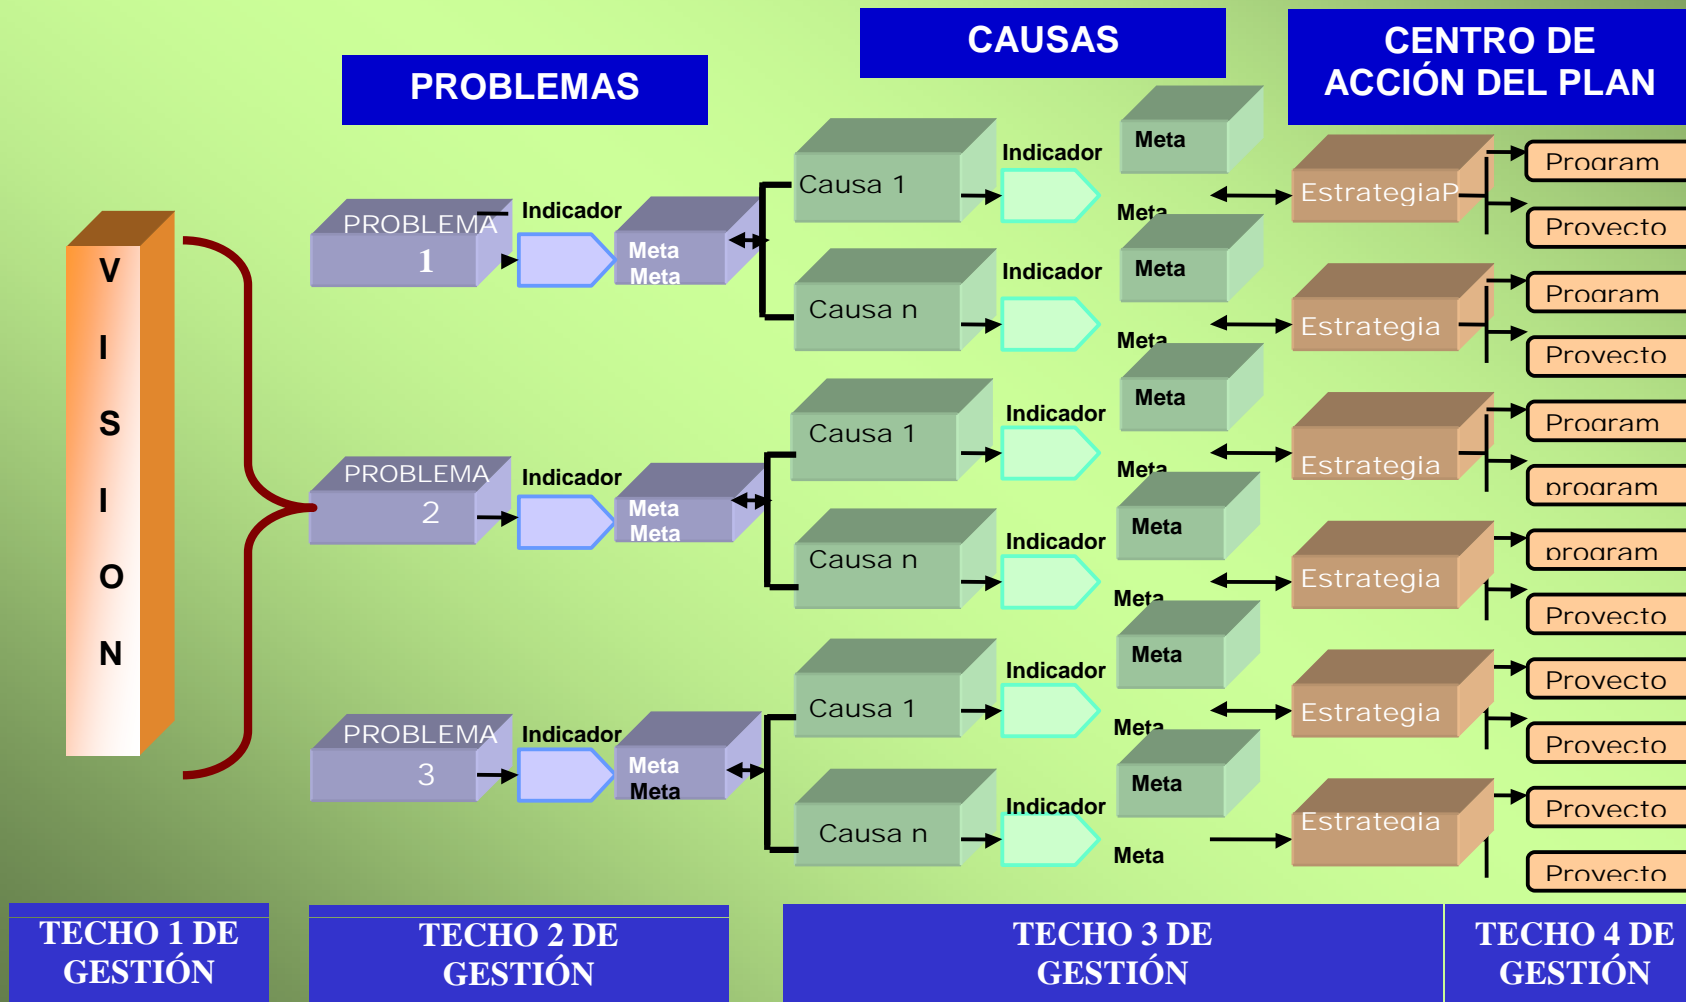 PROBLEMAS
CAUSAS
CENTRO DE
ACCIÓN DEL PLAN
V
I
S
I
O
N
PROBLEMA
1
Indicador
Meta
Meta
Causa 1
Indicador
Meta
Meta
EstrategiaP
Program
Proyecto
Causa n
Indicador
Meta
Meta
Estrategia
Program
Proyecto
PROBLEMA
2
Indicador
Meta
Meta
Causa 1
Indicador
Meta
Meta
Estrategia
Program
program
Causa n
Indicador
Meta
Meta
Estrategia
program
Proyecto
PROBLEMA
3
Indicador
Meta
Meta
Causa 1
Indicador
Meta
Meta
Estrategia
Proyecto
Proyecto
Causa n
Indicador
Meta
Meta
Estrategia
Proyecto
Proyecto
TECHO 1 DE
GESTIÓN
TECHO 2 DE
GESTIÓN
TECHO 3 DE
GESTIÓN
TECHO 4 DE
GESTIÓN